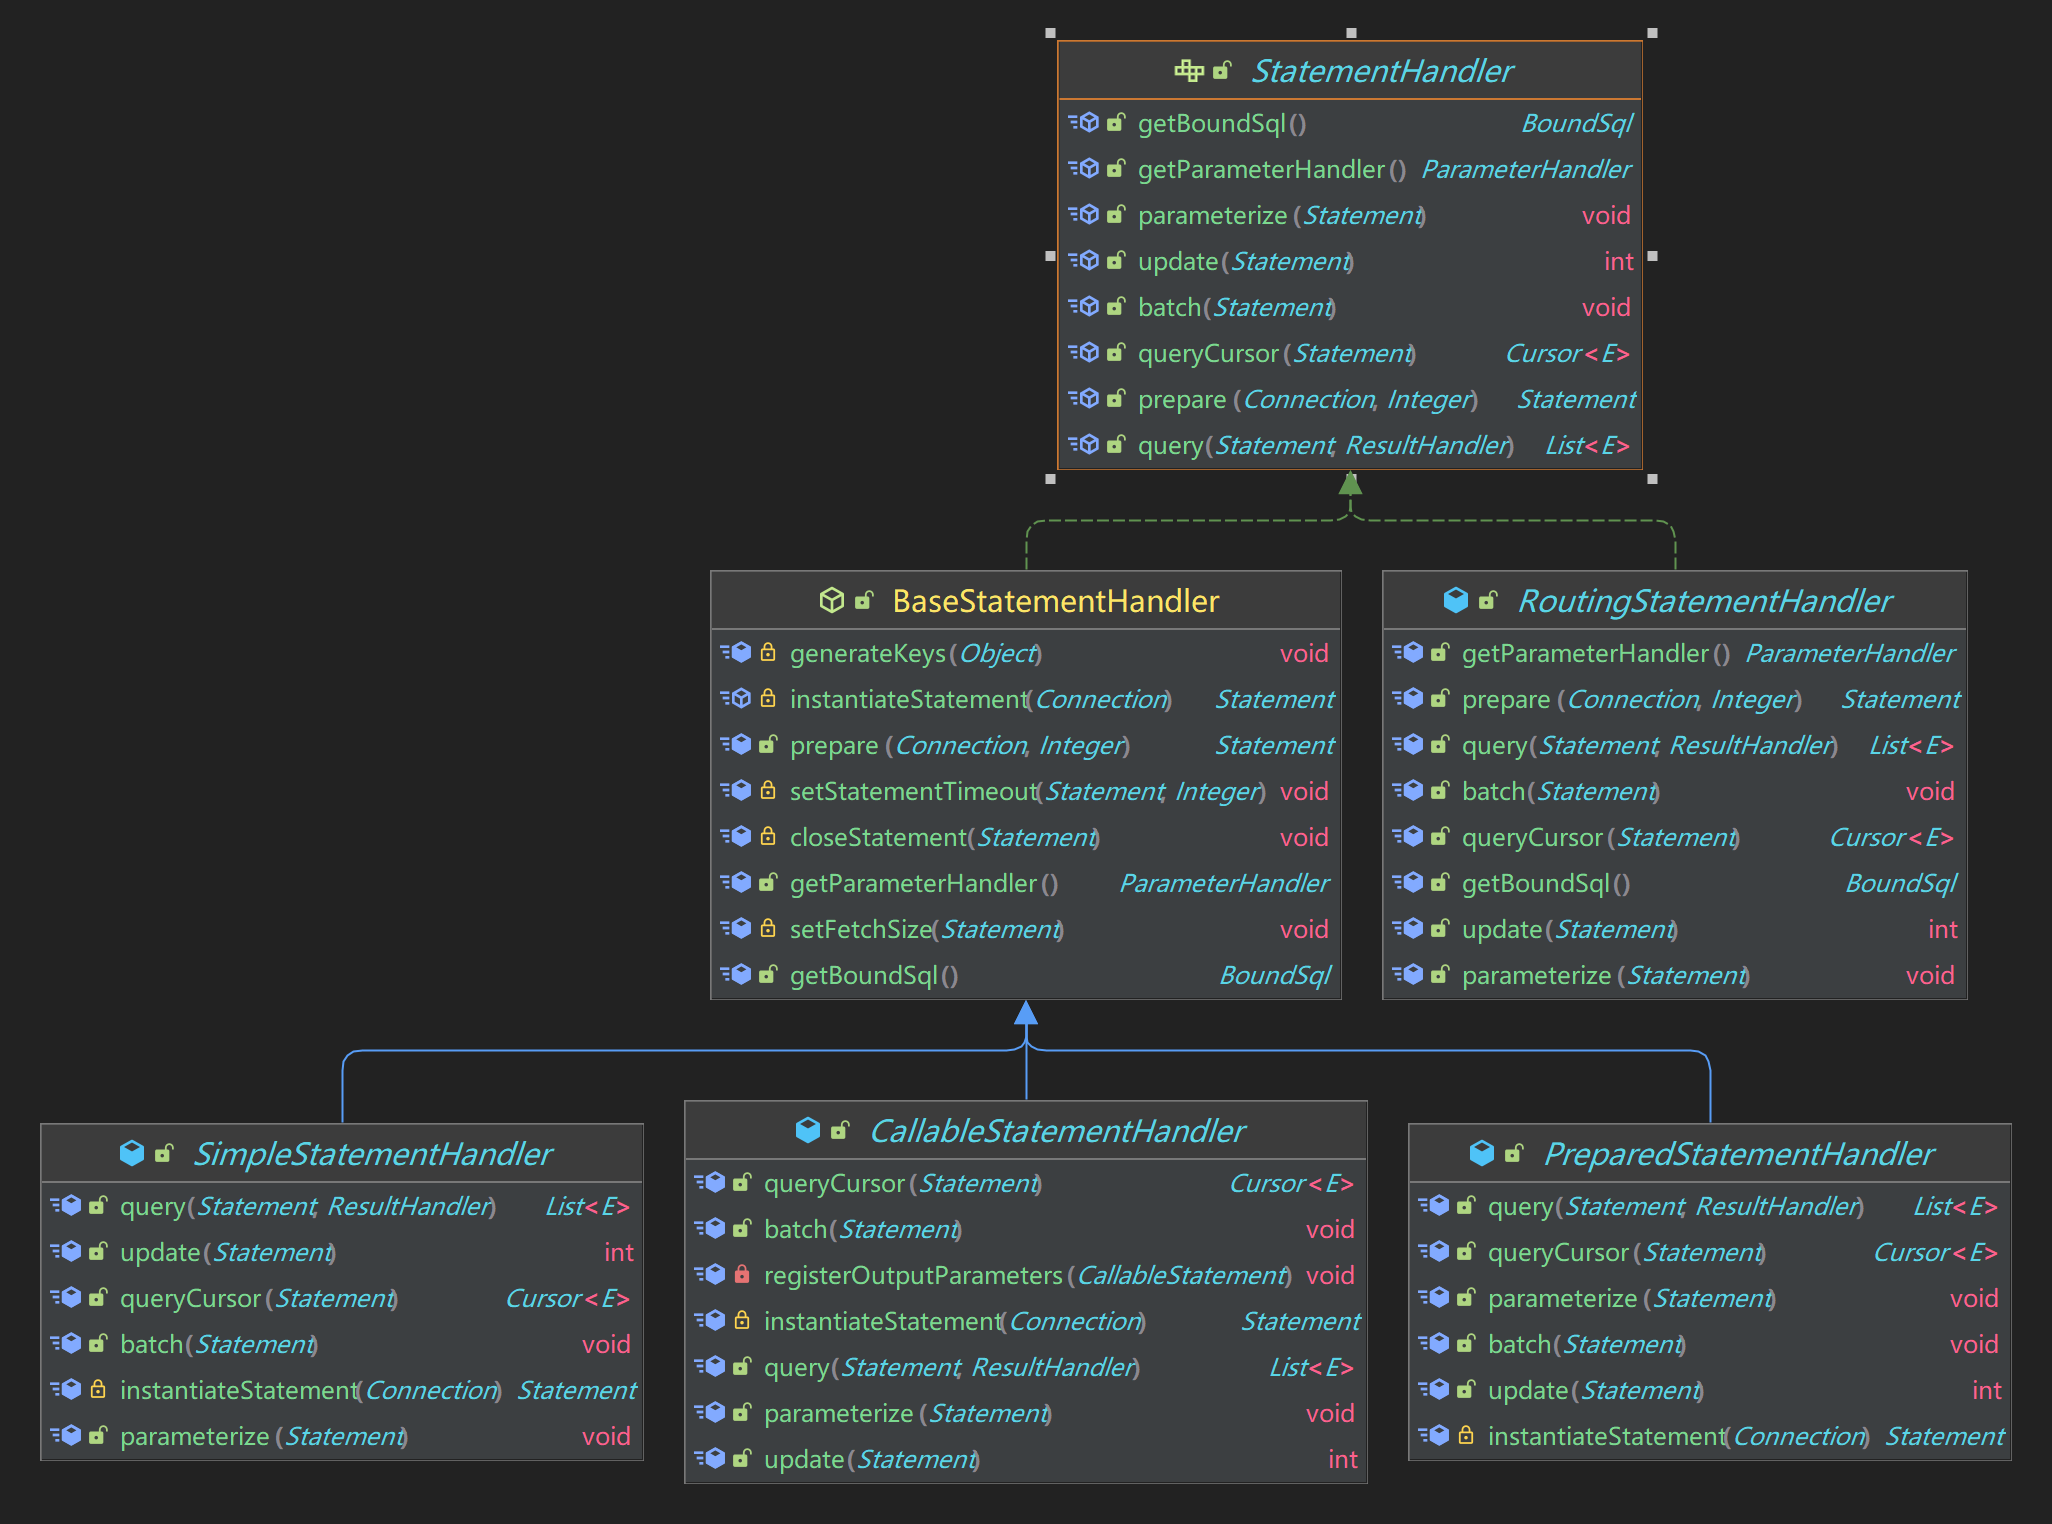 StatementHandler
getBoundSql() BoundSql
getParameterHandler() ParameterHandler
parameterize(Statement) void
update(Statement) int
batch(Statement) void
queryCursor(Statement) Cursor<E>
prepare(Connection, Integer) Statement
query(Statement, ResultHandler) List<E>
BaseStatementHandler
generateKeys(Object) void
instantiateStatement(Connection) Statement
prepare(Connection, Integer) Statement
setStatementTimeout(Statement, Integer) void
closeStatement(Statement) void
getParameterHandler() ParameterHandler
setFetchSize(Statement) void
getBoundSql() BoundSql
RoutingStatementHandler
getParameterHandler() ParameterHandler
prepare(Connection, Integer) Statement
query(Statement, ResultHandler) List<E>
batch(Statement) void
queryCursor(Statement) Cursor<E>
getBoundSql() BoundSql
update(Statement) int
parameterize(Statement) void
SimpleStatementHandler
query(Statement, ResultHandler) List<E>
update(Statement) int
queryCursor(Statement) Cursor<E>
batch(Statement) void
instantiateStatement(Connection) Statement
parameterize(Statement) void
CallableStatementHandler
queryCursor(Statement) Cursor<E>
batch(Statement) void
registerOutputParameters(CallableStatement) void
instantiateStatement(Connection) Statement
query(Statement, ResultHandler) List<E>
parameterize(Statement) void
update(Statement) int
PreparedStatementHandler
query(Statement, ResultHandler) List<E>
queryCursor(Statement) Cursor<E>
parameterize(Statement) void
batch(Statement) void
update(Statement) int
instantiateStatement(Connection) Statement